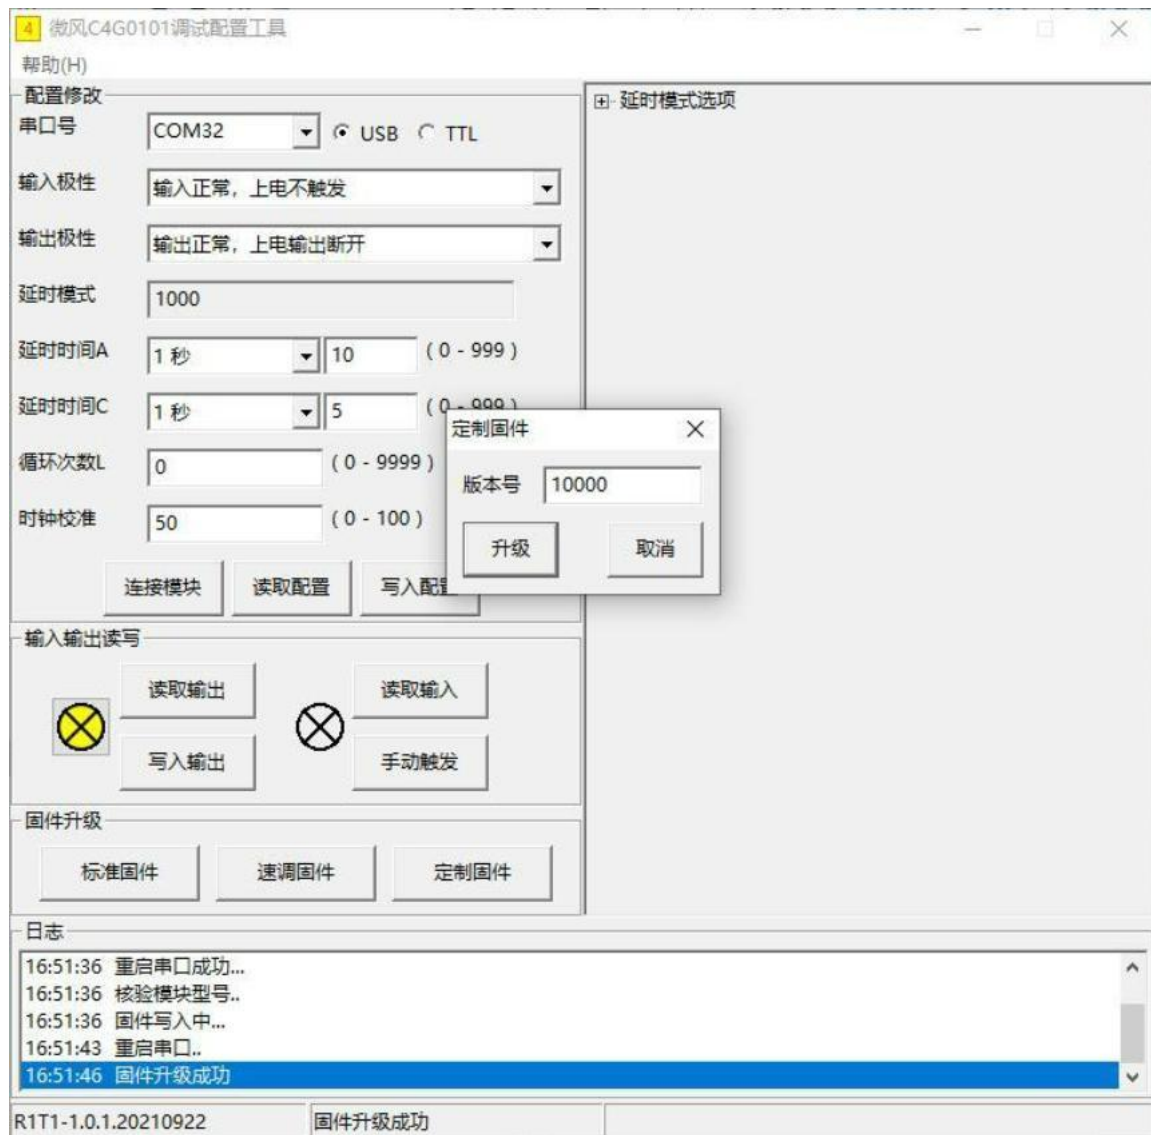 4 微风C4G0101调试配置工具
帮助(H)
配置修改
串口号 COM32 USB TTL
输入极性 输入正常，上电不触发
输出极性 输出正常，上电输出断开
延时模式 1000
延时时间A 1 秒 10 ( 0 - 999 )
延时时间C 1 秒 5 ( 0 - 999 )
循环次数L 0 ( 0 - 9999 )
时钟校准 50 ( 0 - 100 )
连接模块 读取配置 写入配置
延时模式选项
定制固件
版本号 10000
升级 取消
输入输出读写
读取输出 读取输入
写入输出 手动触发
固件升级
标准固件 速调固件 定制固件
日志
16:51:36 重启串口成功...
16:51:36 核验模块型号..
16:51:36 固件写入中...
16:51:43 重启串口..
16:51:46 固件升级成功
R1T1-1.0.1.20210922 固件升级成功